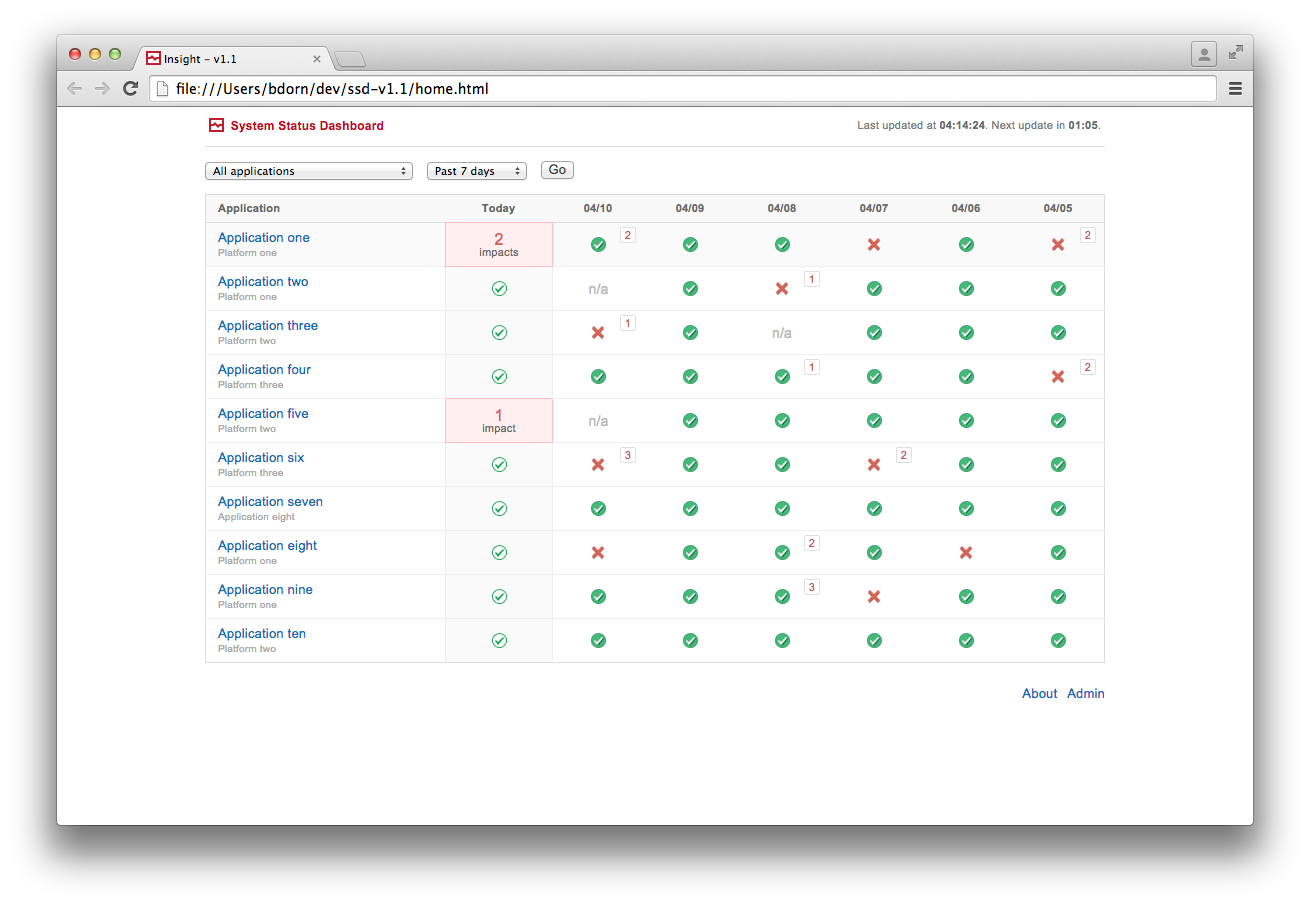 Insight – v1.1
file:///Users/bdorn/dev/ssd-v1.1/home.html
System Status Dashboard Last updated at 04:14:24. Next update in 01:05.
All applications Past 7 days Go
Application Today 04/10 04/09 04/08 04/07 04/06 04/05
Application one 2 2 2
Platform one impacts
Application two n/a 1
Platform one
Application three 1 n/a
Platform two
Application four 1 2
Platform three
Application five 1 n/a
Platform two impact
Application six 3 2
Platform three
Application seven
Application eight
Application eight 2
Platform one
Application nine 3
Platform one
Application ten
Platform two
About Admin